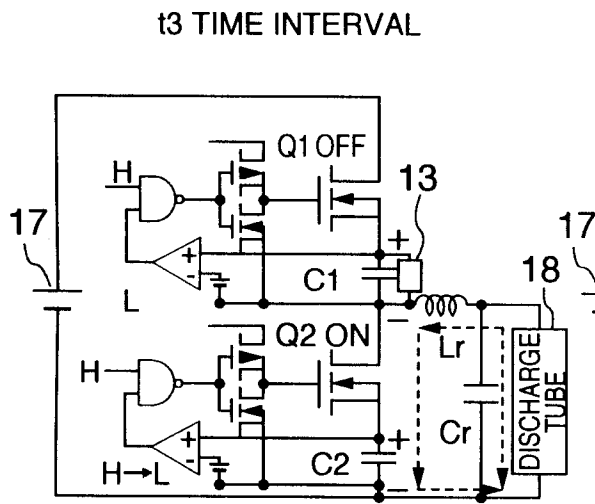 t3 TIME INTERVAL
Q1 OFF
13
H
17
+
17
+
-
C1
18
L
-
Q2 ON
Lr
DISCHARGE
TUBE
H
+
Cr
+
-
C2
H→L
-